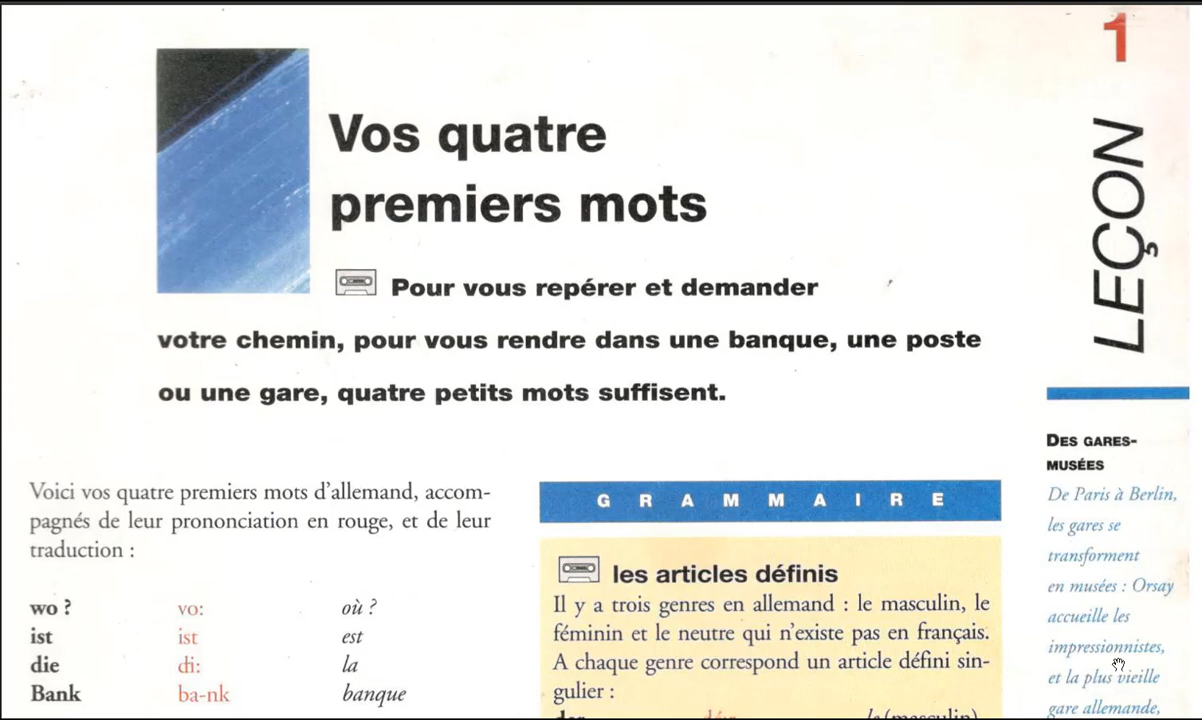 1
LEÇON
Vos quatre
premiers mots
Pour vous repérer et demander
votre chemin, pour vous rendre dans une banque, une poste
ou une gare, quatre petits mots suffisent.
Voici vos quatre premiers mots d'allemand, accom-
pagnés de leur prononciation en rouge, et de leur
traduction :
wo ? vo: où ?
ist ist est
die di: la
Bank ba-nk banque
GRAMMAIRE
les articles définis
Il y a trois genres en allemand : le masculin, le
féminin et le neutre qui n'existe pas en français.
A chaque genre correspond un article défini sin-
gulier :
le (masculin)
DES GARES-
MUSÉES
De Paris à Berlin,
les gares se
transforment
en musées : Orsay
accueille les
impressionnistes,
et la plus vieille
gare allemande,